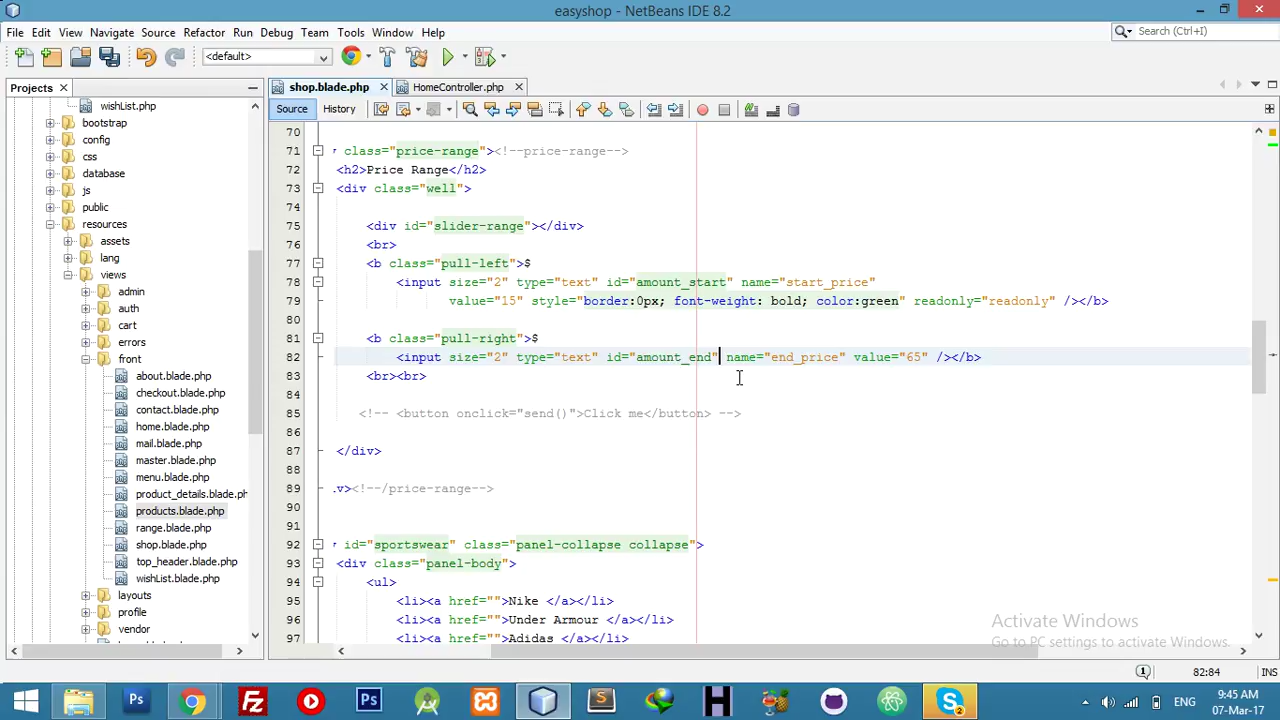 easyshop - NetBeans IDE 8.2
File Edit View Navigate Source Refactor Run Debug Team Tools Window Help
Search (Ctrl+I)
<default>
Projects
shop.blade.php
HomeController.php
Source History
wishList.php
bootstrap
config
css
database
js
public
resources
assets
lang
views
admin
auth
cart
errors
front
about.blade.php
checkout.blade.php
contact.blade.php
home.blade.php
mail.blade.php
master.blade.php
menu.blade.php
product_details.blade.ph
products.blade.php
range.blade.php
shop.blade.php
top_header.blade.php
wishList.blade.php
layouts
profile
vendor
70
71 class="price-range"><!--price-range-->
72 <h2>Price Range</h2>
73 <div class="well">
74
75 <div id="slider-range"></div>
76 <br>
77 <b class="pull-left">$
78 <input size="2" type="text" id="amount_start" name="start_price"
79 value="15" style="border:0px; font-weight: bold; color:green" readonly="readonly" /></b>
80
81 <b class="pull-right">$
82 <input size="2" type="text" id="amount_end" name="end_price" value="65" /></b>
83 <br><br>
84
85 <!-- <button onclick="send()">Click me</button> -->
86
87 </div>
88
89 v><!--/price-range-->
90
91
92 id="sportswear" class="panel-collapse collapse">
93 <div class="panel-body">
94 <ul>
95 <li><a href="">Nike </a></li>
96 <li><a href="">Under Armour </a></li>
97 <li><a href="">Adidas </a></li>
Activate Windows
Go to PC settings to activate Windows.
82:84 INS
ENG
9:45 AM
07-Mar-17